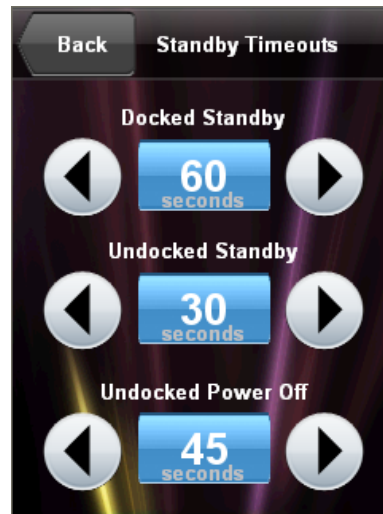 Back Standby Timeouts
Docked Standby
60
seconds
Undocked Standby
30
seconds
Undocked Power Off
45
seconds